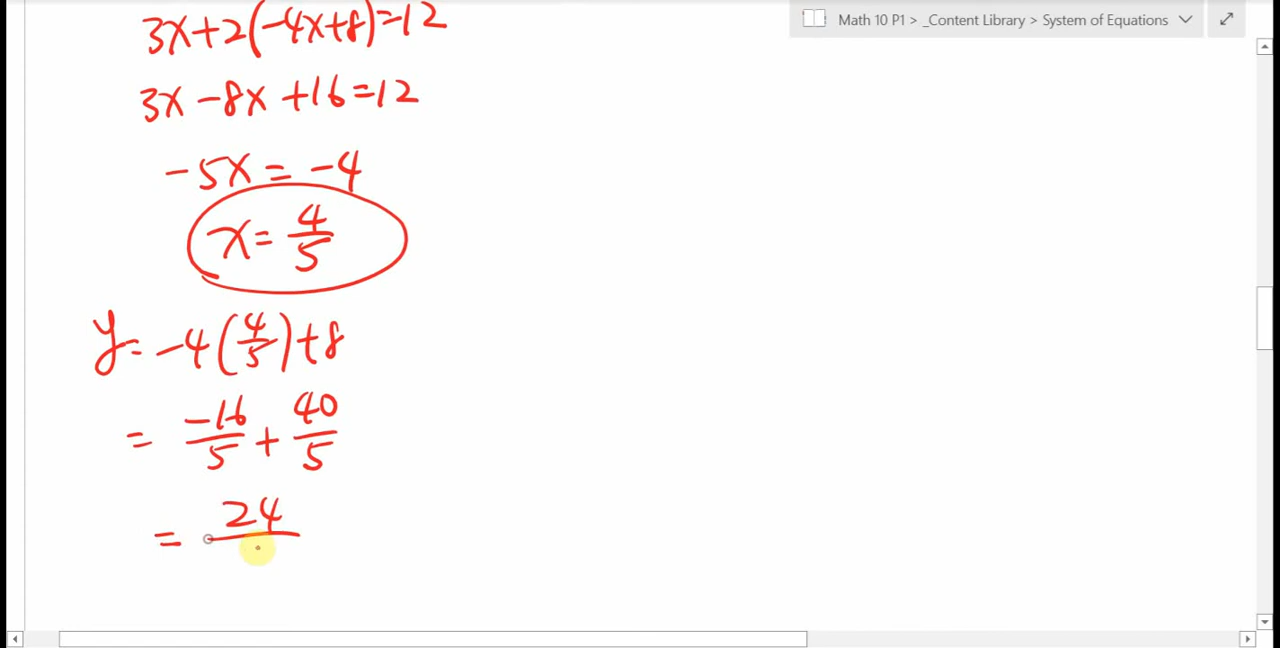 Math 10 P1 > _Content Library > System of Equations
3x+2(-4x+8)=12
3x-8x+16=12
-5x=-4
x=4/5
y=-4(4/5)+8
= -16/5 + 40/5
= 24/